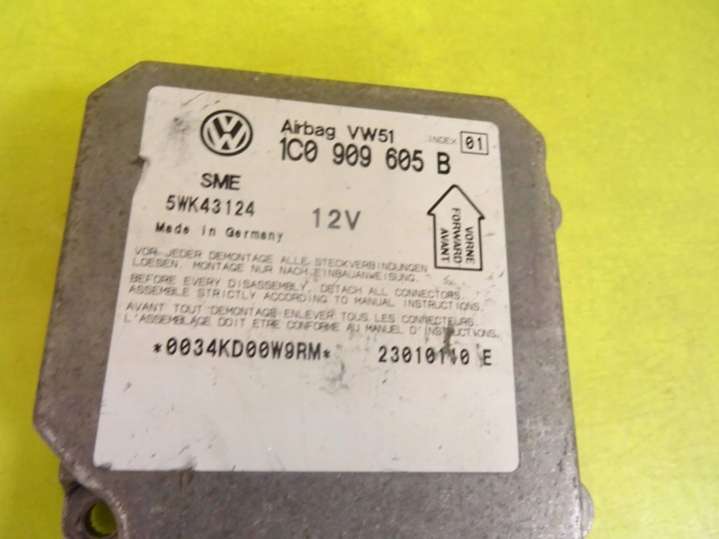 Airbag VW51 INDEX 01
1C0 909 605 B
SME
5WK43124
12V
Made in Germany
VORNE
FORWARD
AVANT
VOR JEDER DEMONTAGE ALLE STECKVERBINDUNGEN
LOESEN. MONTAGE NUR NACH EINBAUANWEISUNG.
BEFORE EVERY DISASSEMBLY, DETACH ALL CONNECTORS.
ASSEMBLE STRICTLY ACCORDING TO MANUAL INSTRUCTIONS.
AVANT TOUT DEMONTAGE ENLEVER TOUS LES CONNECTEURS.
L'ASSEMBLAGE DOIT ETRE CONFORME AU MANUEL D'INSTRUCTIONS.
*0034KD00W9RM* 23010140 E